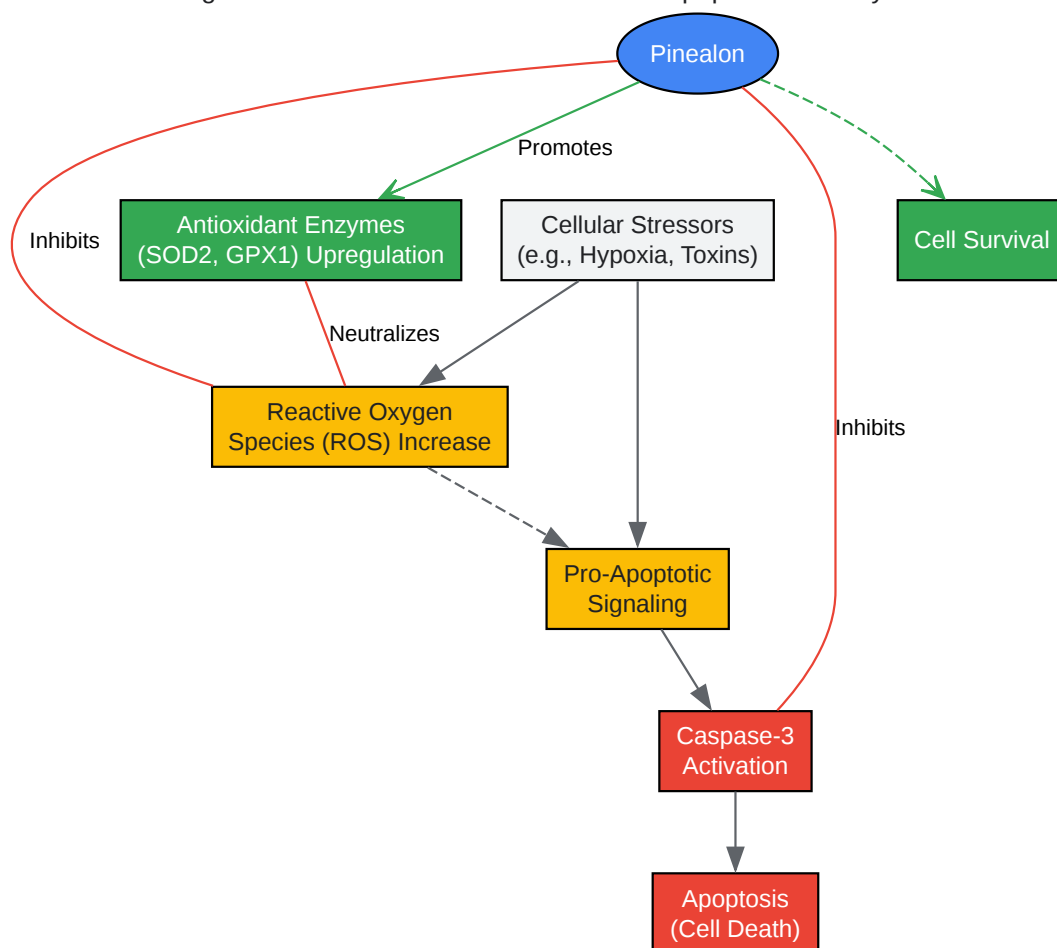 Pinealon
Promotes
Inhibits
Antioxidant Enzymes
(SOD2, GPX1) Upregulation
Cellular Stressors
(e.g., Hypoxia, Toxins)
Cell Survival
Neutralizes
Reactive Oxygen
Species (ROS) Increase
Inhibits
Pro-Apoptotic
Signaling
Caspase-3
Activation
Apoptosis
(Cell Death)